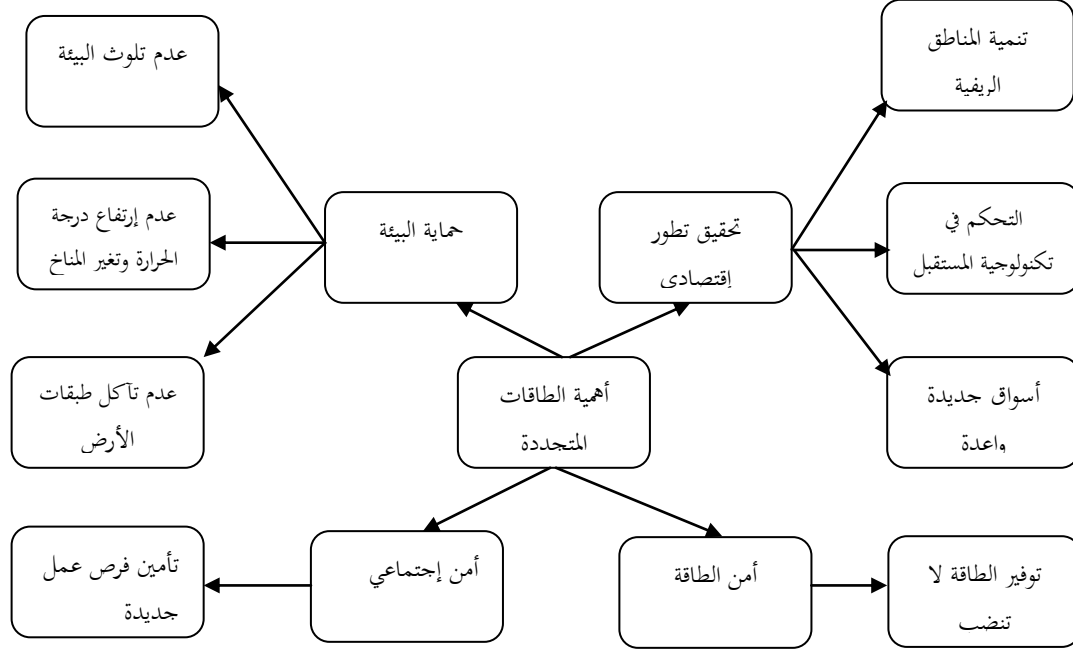 تنمية المناطق
الريفية
عدم تلوث البيئة
التحكم في
تكنولوجية المستقبل
تحقيق تطور
إقتصادي
حماية البيئة
عدم إرتفاع درجة
الحرارة وتغير المناخ
أسواق جديدة
واعدة
أهمية الطاقات
المتجددة
عدم تآكل طبقات
الأرض
توفير الطاقة لا
تنضب
أمن الطاقة
أمن إجتماعي
تأمين فرص عمل
جديدة